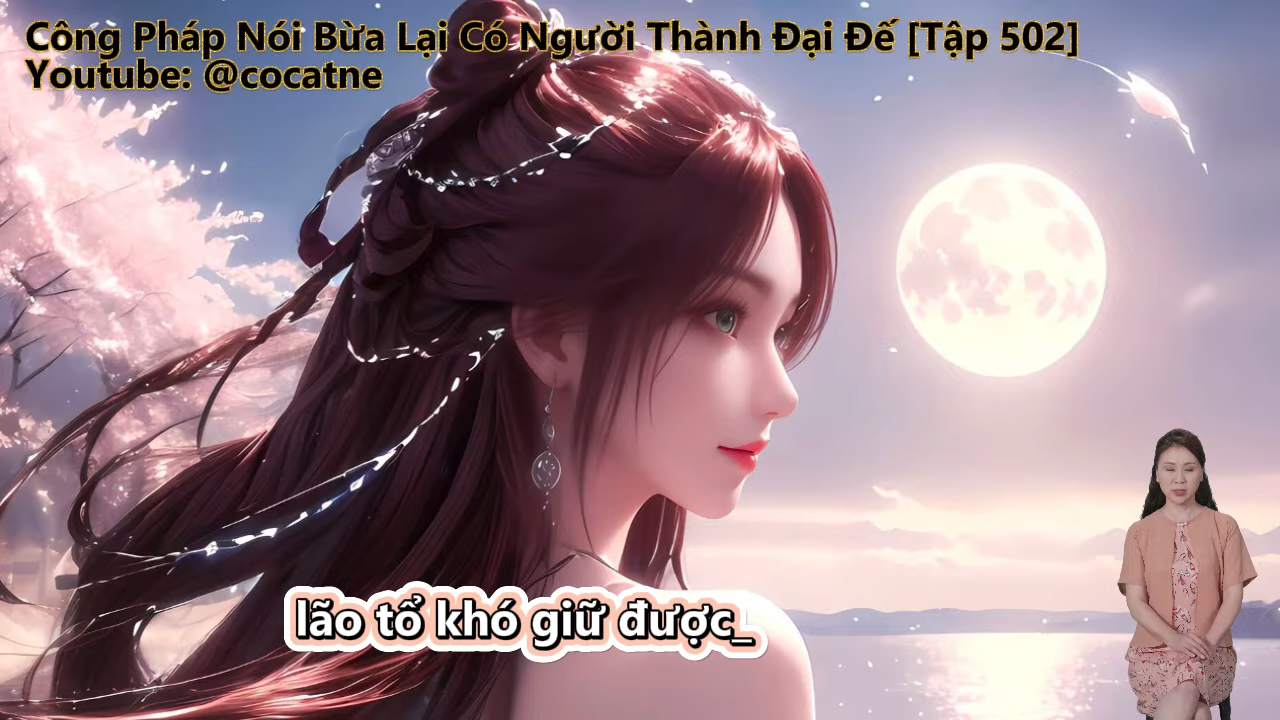 Công Pháp Nói Bừa Lại Có Người Thành Đại Đế [Tập 502]
Youtube: @cocatne
lão tổ khó giữ được_